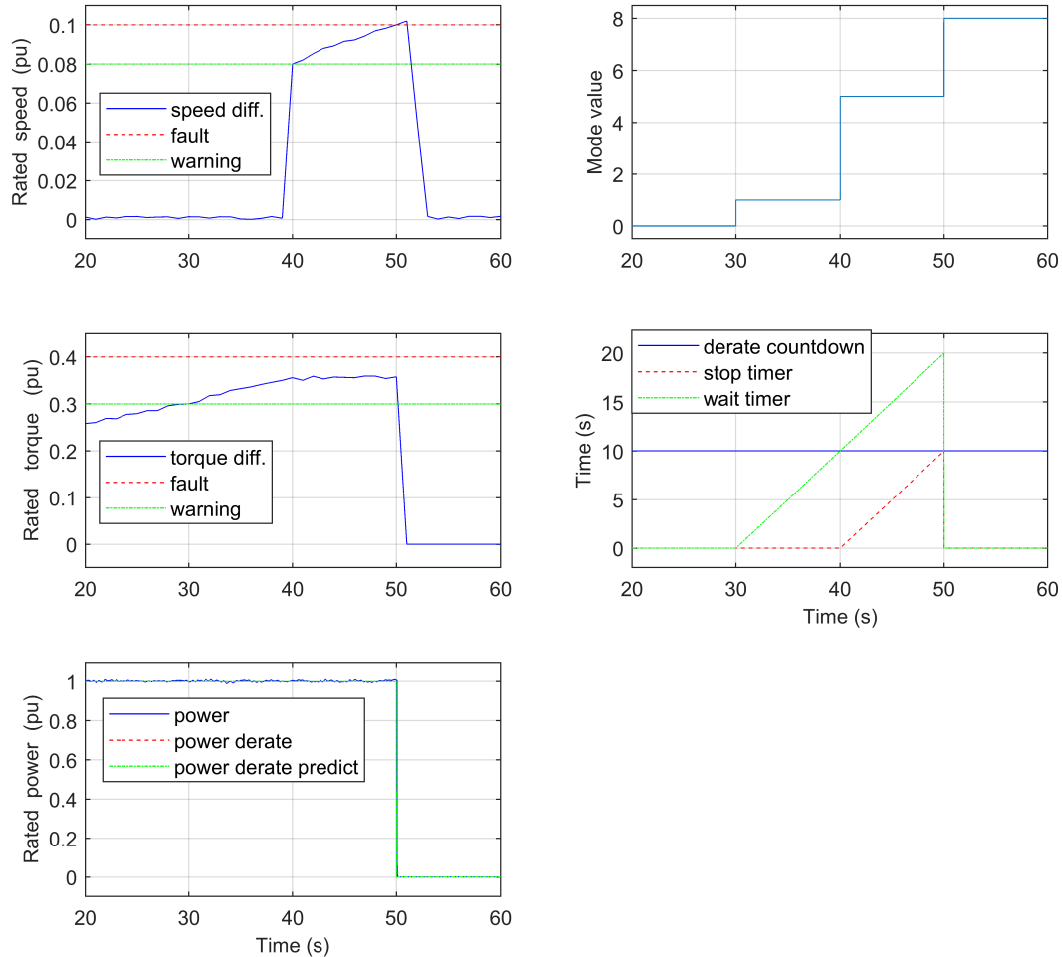 Rated speed (pu)
0.1
0.08
0.06
0.04
0.02
0
speed diff.
fault
warning
20 30 40 50 60
Mode value
8
6
4
2
0
20 30 40 50 60
Rated torque (pu)
0.4
0.3
0.2
0.1
0
torque diff.
fault
warning
20 30 40 50 60
Time (s)
20
15
10
5
0
derate countdown
stop timer
wait timer
20 30 40 50 60
Time (s)
Rated power (pu)
1
0.8
0.6
0.4
0.2
0
power
power derate
power derate predict
20 30 40 50 60
Time (s)